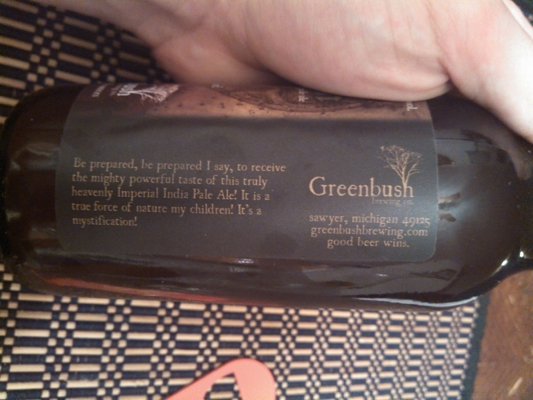 Be prepared, be prepared I say, to receive
the mighty powerful taste of this truly
heavenly Imperial India Pale Ale! It is a
true force of nature my children! It's a
mystification!
Greenbush
brewing co.
sawyer, michigan 49125
greenbushbrewing.com
good beer wins.